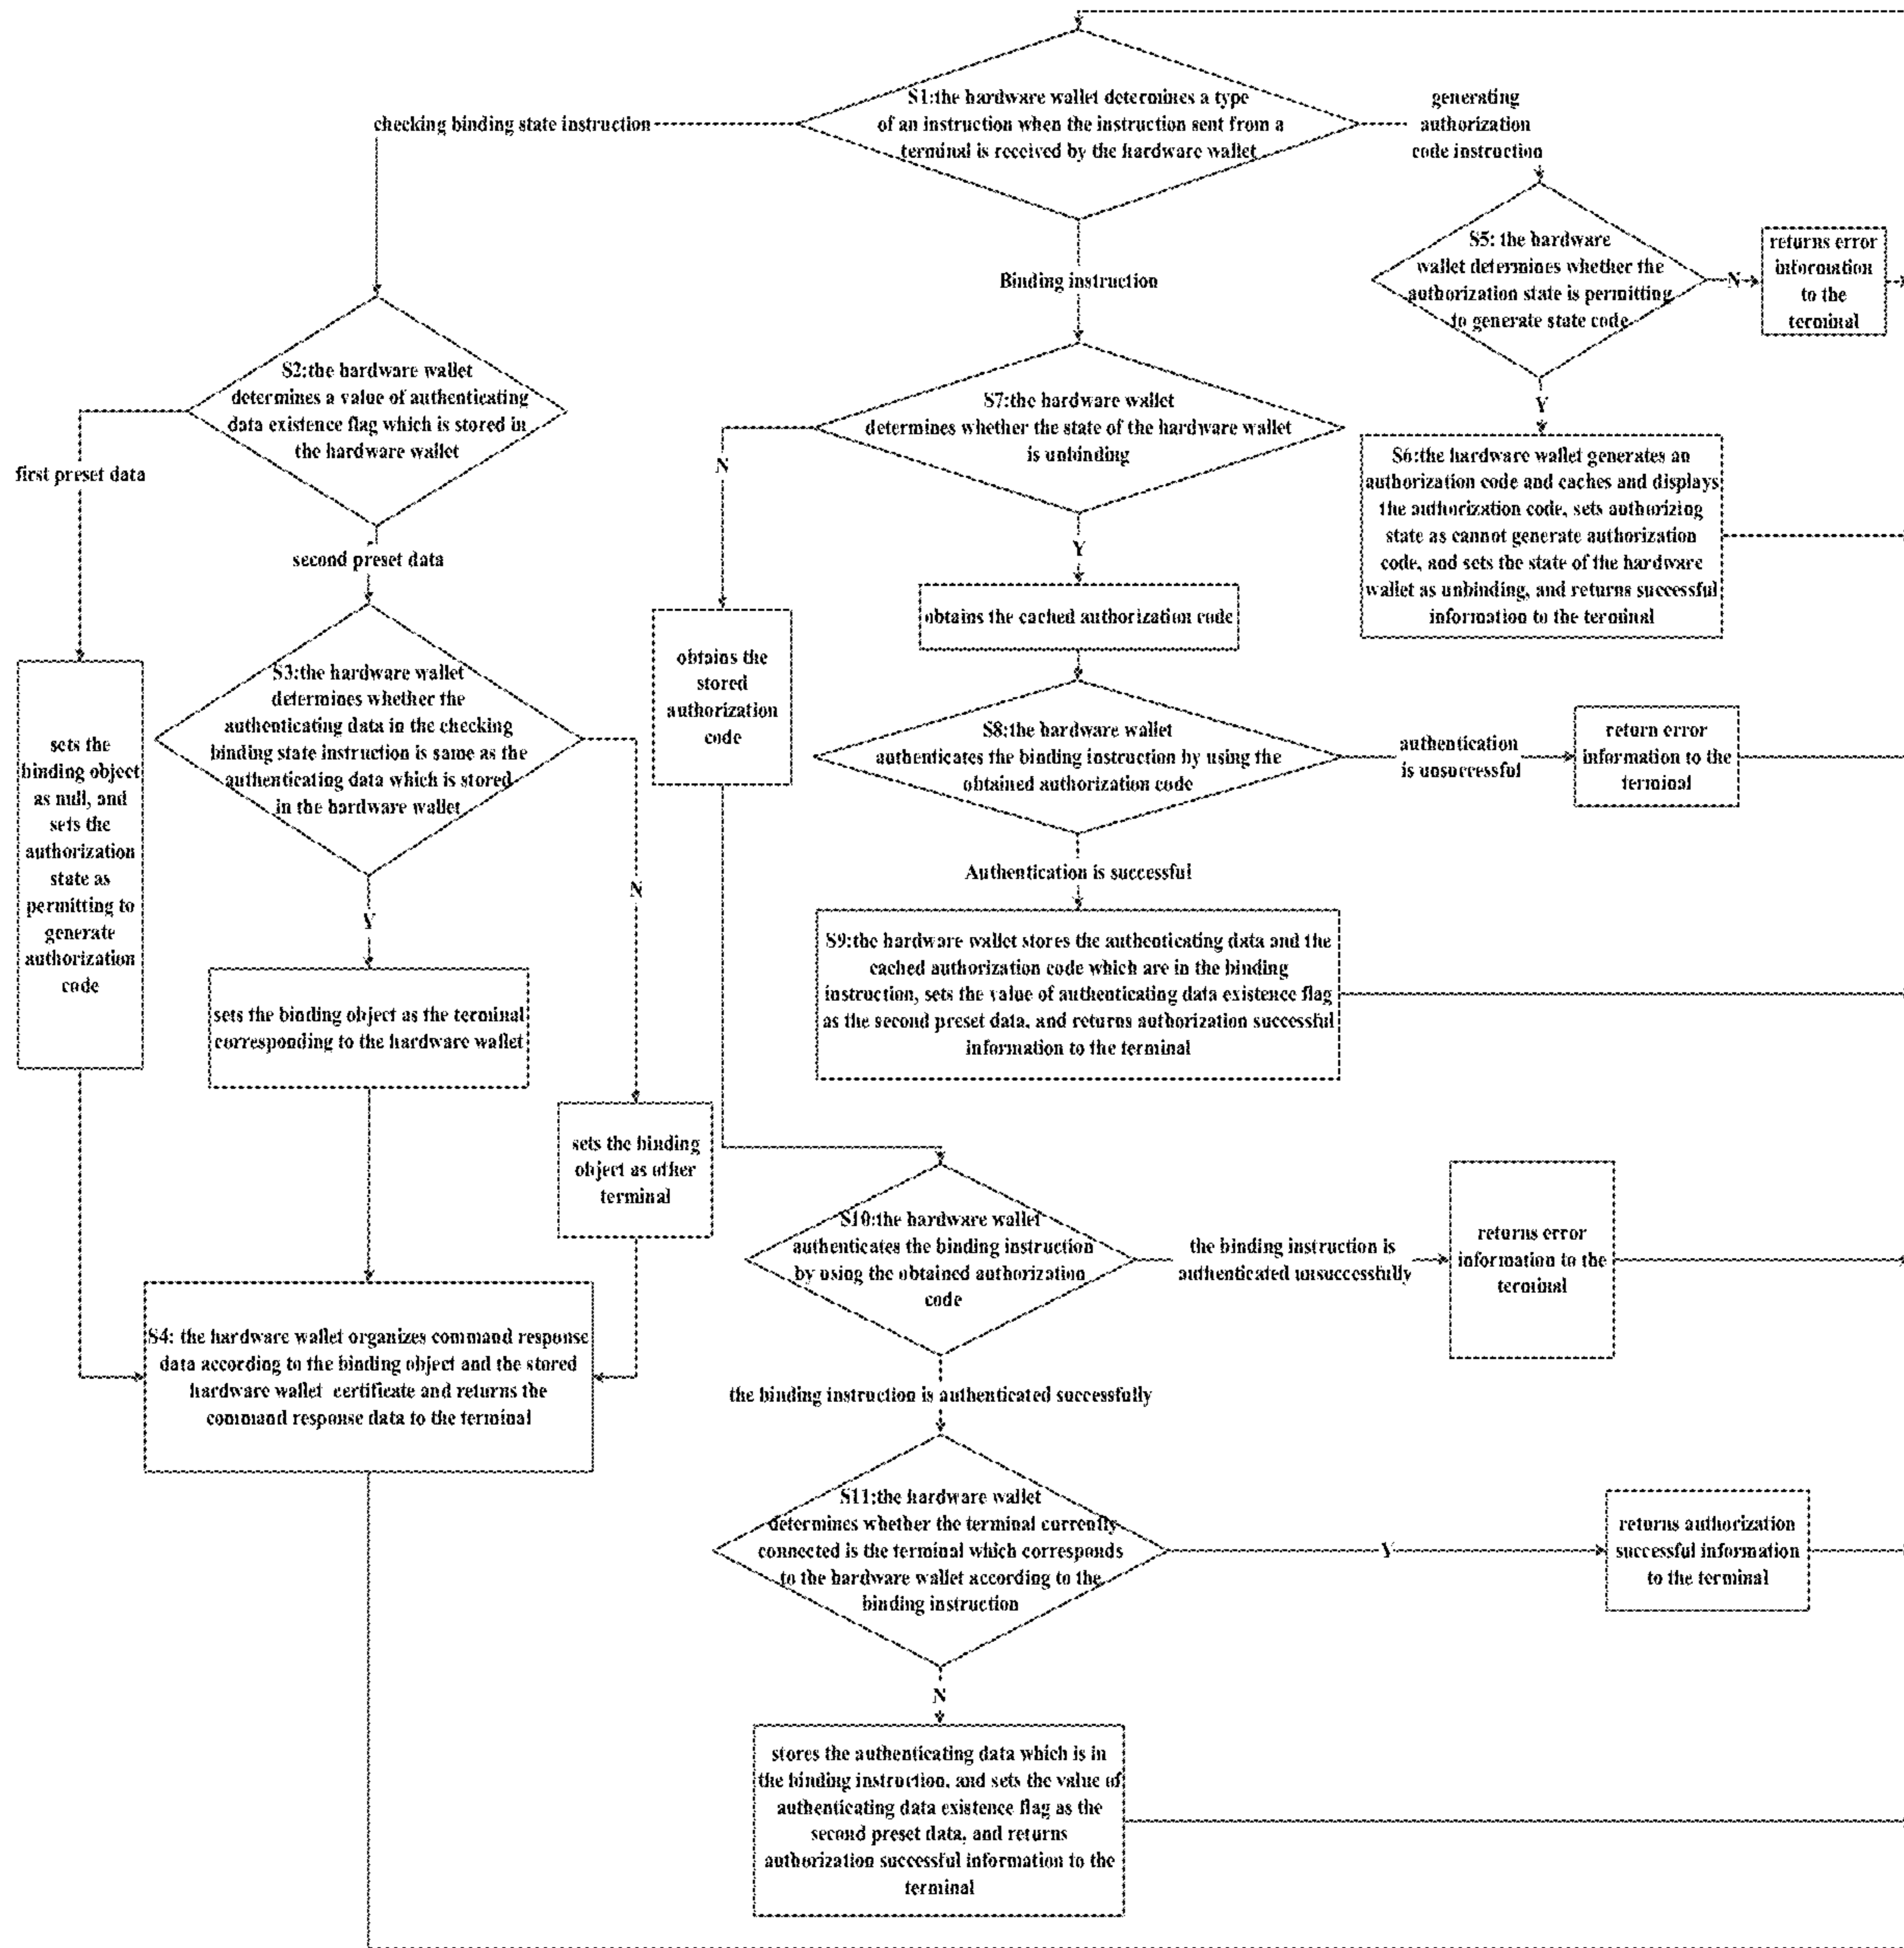 S1:the hardware wallet determines a type
of an instruction when the instruction sent from a
terminal is received by the hardware wallet
checking binding state instruction
generating
authorization
code instruction
Binding instruction
S5: the hardware
wallet determines whether the
authorization state is permitting
to generate state code
N
returns error
information
to the
terminal
Y
S6:the hardware wallet generates an
authorization code and caches and displays
the authorization code, sets authorizing
state as cannot generate authorization
code, and sets the state of the hardware
wallet as unbinding, and returns successful
information to the terminal
S2:the hardware wallet
determines a value of authenticating
data existence flag which is stored in
the hardware wallet
first preset data
second preset data
S7:the hardware wallet
determines whether the state of the hardware wallet
is unbinding
N
Y
obtains the cached authorization code
obtains the
stored
authorization
code
S3:the hardware wallet
determines whether the
authenticating data in the checking
binding state instruction is same as the
authenticating data which is stored
in the hardware wallet
sets the
binding object
as null, and
sets the
authorization
state as
permitting to
generate
authorization
code
S8:the hardware wallet
authenticates the binding instruction by using the
obtained authorization code
authentication
is unsuccessful
return error
information to the
terminal
Authentication is successful
N
Y
S9:the hardware wallet stores the authenticating data and the
cached authorization code which are in the binding
instruction, sets the value of authenticating data existence flag
as the second preset data, and returns authorization successful
information to the terminal
sets the binding object as the terminal
corresponding to the hardware wallet
sets the binding
object as other
terminal
S10:the hardware wallet
authenticates the binding instruction
by using the obtained authorization
code
the binding instruction is
authenticated unsuccessfully
returns error
information to the
terminal
S4: the hardware wallet organizes command response
data according to the binding object and the stored
hardware wallet certificate and returns the
command response data to the terminal
the binding instruction is authenticated successfully
S11:the hardware wallet
determines whether the terminal currently
connected is the terminal which corresponds
to the hardware wallet according to the
binding instruction
Y
returns authorization
successful information
to the terminal
N
stores the authenticating data which is in
the binding instruction, and sets the value of
authenticating data existence flag as the
second preset data, and returns
authorization successful information to the
terminal